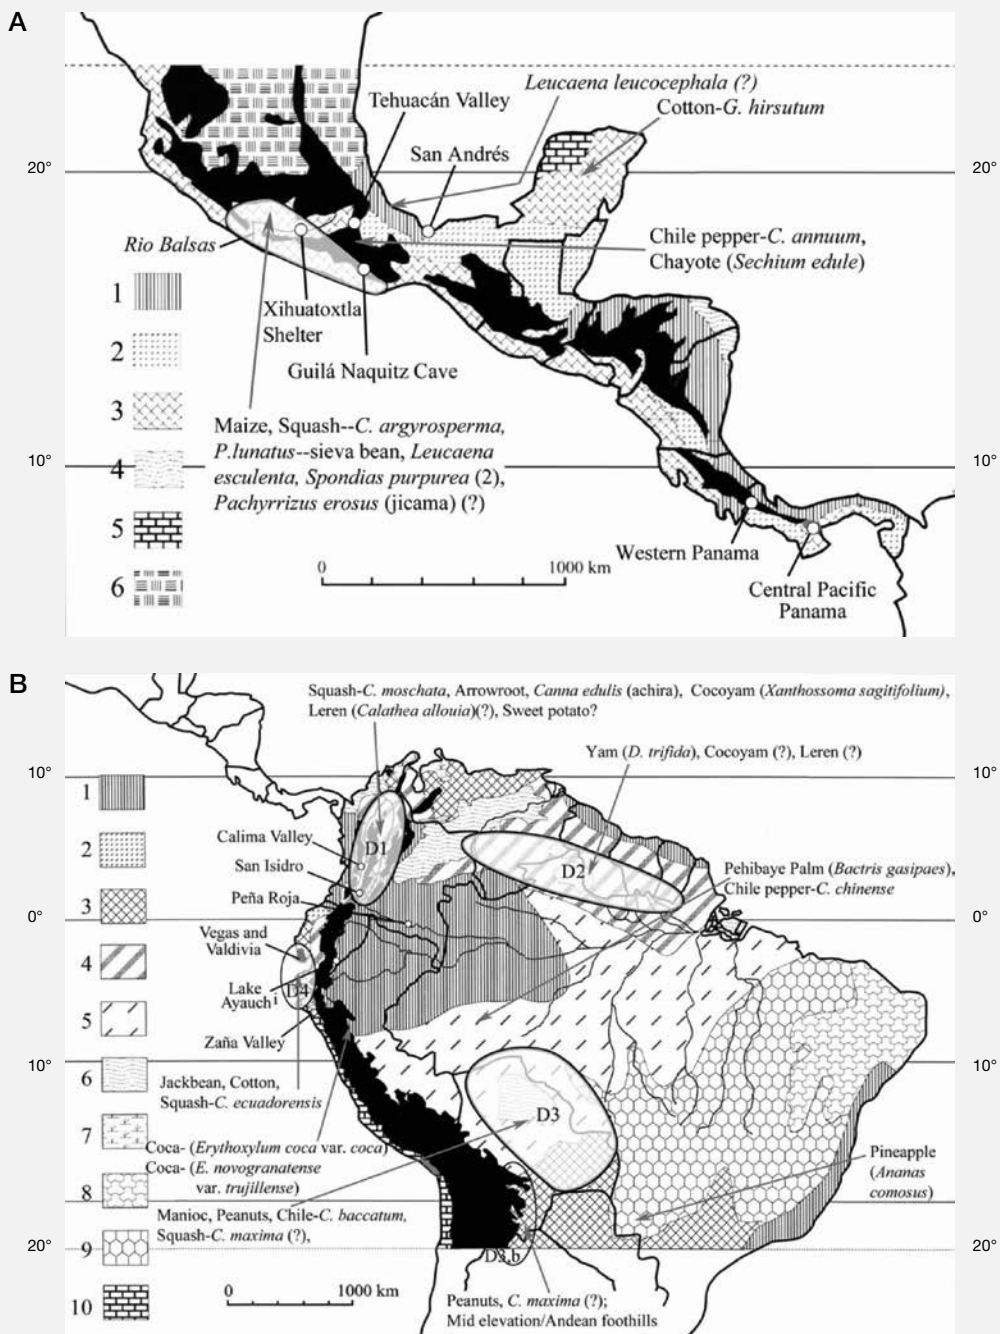 A
Leucaena leucocephala (?)
Tehuacán Valley
Cotton-G. hirsutum
San Andrés
20°
20°
Rio Balsas
Chile pepper-C. annuum,
Chayote (Sechium edule)
1
Xihuatoxtla
Shelter
2
Guilá Naquitz Cave
3
Maize, Squash--C. argyrosperma,
P.lunatus--sieva bean, Leucaena
10°
4
10°
esculenta, Spondias purpurea (2),
Pachyrrizus erosus (jicama) (?)
5
Western Panama
0
1000 km
6
Central Pacific
Panama
B
Squash-C. moschata, Arrowroot, Canna edulis (achira), Cocoyam (Xanthossoma sagitifolium),
Leren (Calathea allouia)(?), Sweet potato?
Yam (D. trifida), Cocoyam (?), Leren (?)
10°
10°
1
Calima Valley
D1
2
San Isidro
D2
Pehibaye Palm (Bactris gasipaes),
Chile pepper-C. chinense
Peña Roja
3
0°
0°
Vegas and
Valdivia
4
Lake
Ayauchi
D4
5
Zaña Valley
10°
10°
6
Jackbean, Cotton,
Squash-C. ecuadorensis
D3
7
Coca- (Erythoxylum coca var. coca)
Coca- (E. novogranatense
var. trujillense)
Pineapple
(Ananas
comosus)
8
Manioc, Peanuts, Chile-C. baccatum,
Squash-C. maxima (?),
9
20°
20°
D3,b
0
1000 km
10
Peanuts, C. maxima (?);
Mid elevation/Andean foothills